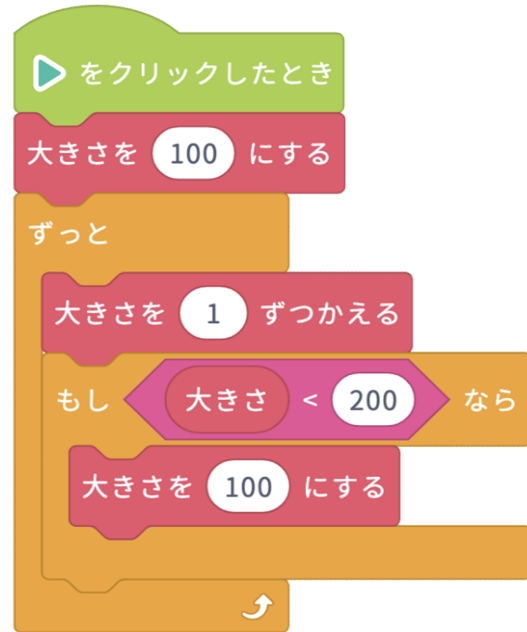 をクリックしたとき
大きさを 100 にする
ずっと
大きさを 1 ずつかえる
もし 大きさ < 200 なら
大きさを 100 にする